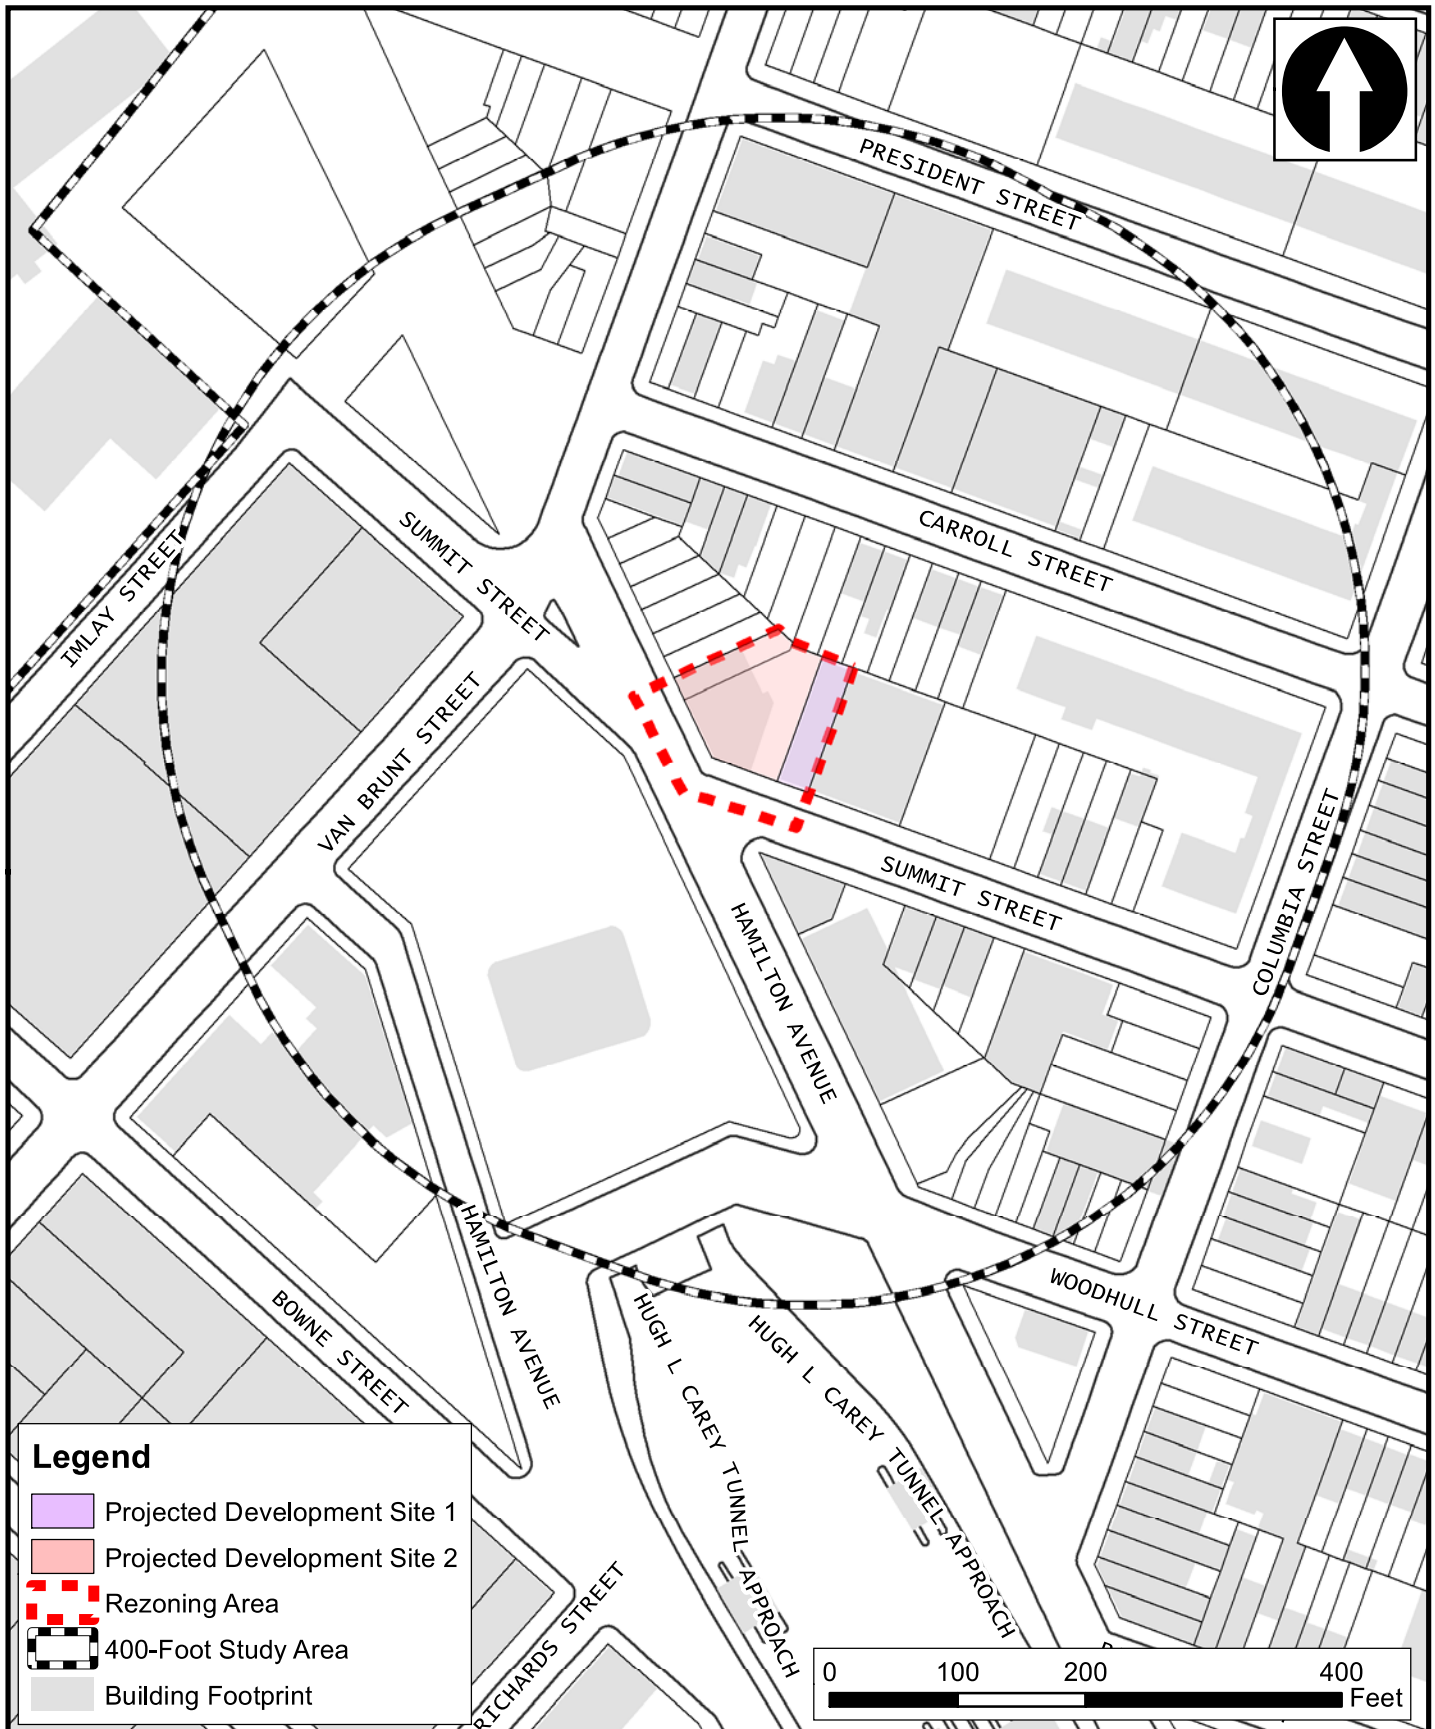 PRESIDENT STREET
CARROLL STREET
SUMMIT STREET
IMLAY STREET
VAN BRUNT STREET
SUMMIT STREET
COLUMBIA STREET
HAMILTON AVENUE
HAMILTON AVENUE
WOODHULL STREET
BOWNE STREET
HUGH L CAREY TUNNEL APPROACH
HUGH L CAREY TUNNEL APPROACH
RICHARDS STREET
Legend
Projected Development Site 1
Projected Development Site 2
Rezoning Area
400-Foot Study Area
Building Footprint
0 100 200 400
Feet